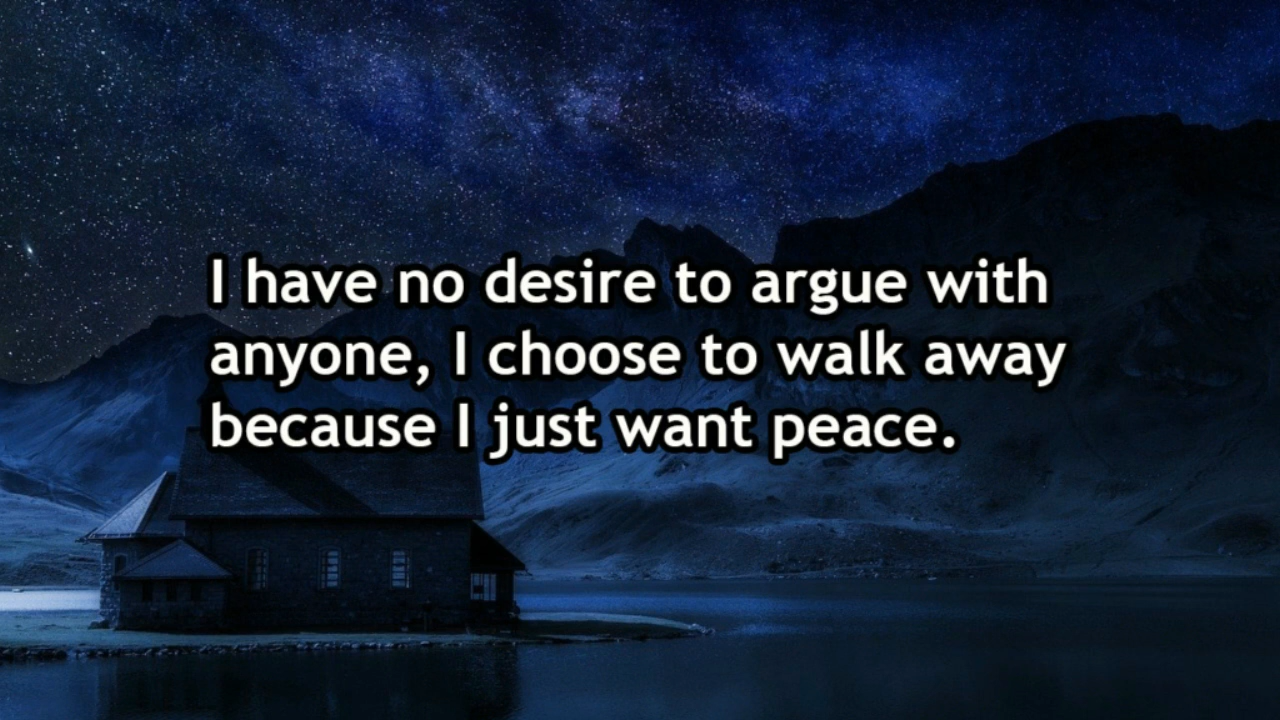 I have no desire to argue with
anyone, I choose to walk away
because I just want peace.